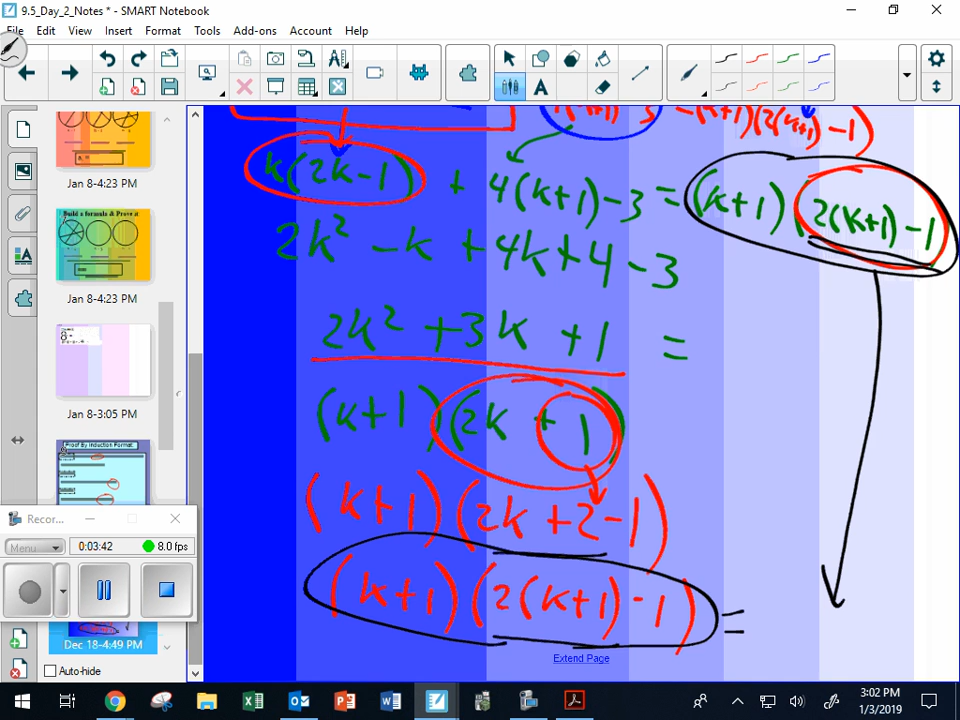 9.5_Day_2_Notes * - SMART Notebook
File Edit View Insert Format Tools Add-ons Account Help
Jan 8-4:23 PM
Build a formula & Prove it
Jan 8-4:23 PM
Jan 8-3:05 PM
Proof By Induction Format
k(2k-1) + 4(k+1)-3 = (k+1)(2(k+1)-1)
2k² -k +4k+4 -3
2k² +3k +1 =
(k+1)(2k + 1)
(k+1)(2k+2-1)
(k+1)(2(k+1)-1) =
Recor...
Menu 0:03:42 8.0 fps
Dec 18-4:49 PM
Auto-hide
Extend Page
3:02 PM
1/3/2019